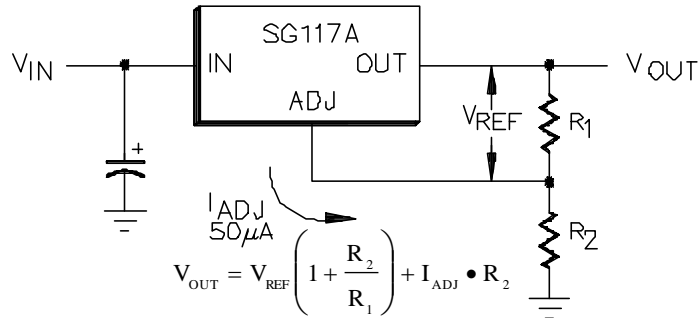 SG117A
V_IN IN OUT V_OUT
ADJ
V_REF R_1
+
I_ADJ
50μA
R_2
V_OUT = V_REF (1 + R_2/R_1) + I_ADJ • R_2